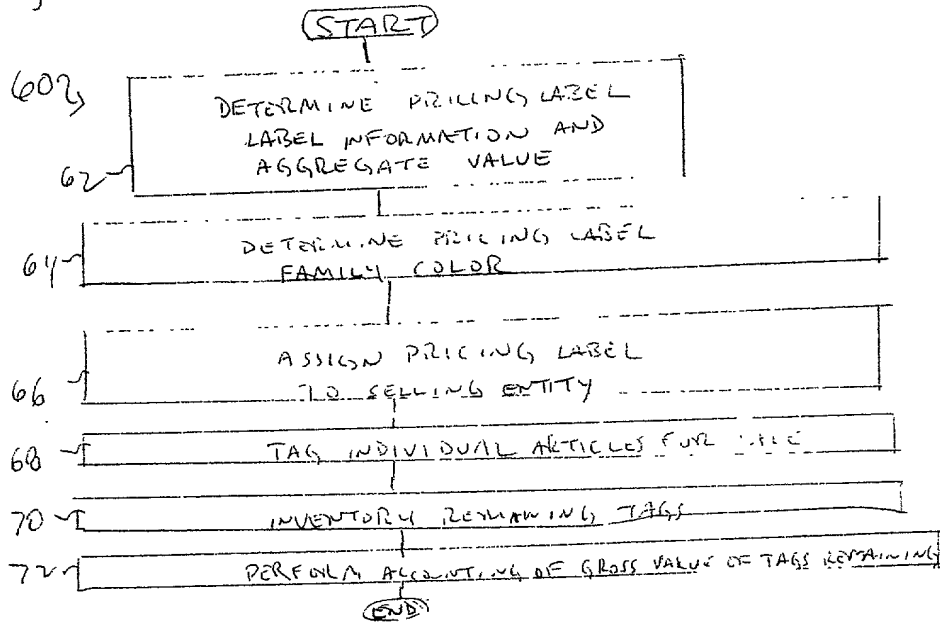 START
602
DETERMINE PRICING LABEL
LABEL INFORMATION AND
AGGREGATE VALUE
62
DETERMINE PRICING LABEL
FAMILY COLOR
64
ASSIGN PRICING LABEL
TO SELLING ENTITY
66
TAG INDIVIDUAL ARTICLES FOR
68
INVENTORY REMAINING TAGS
70
PERFORM ACCOUNTING OF GROSS VALUE OF TAGS REMAINING
72
END